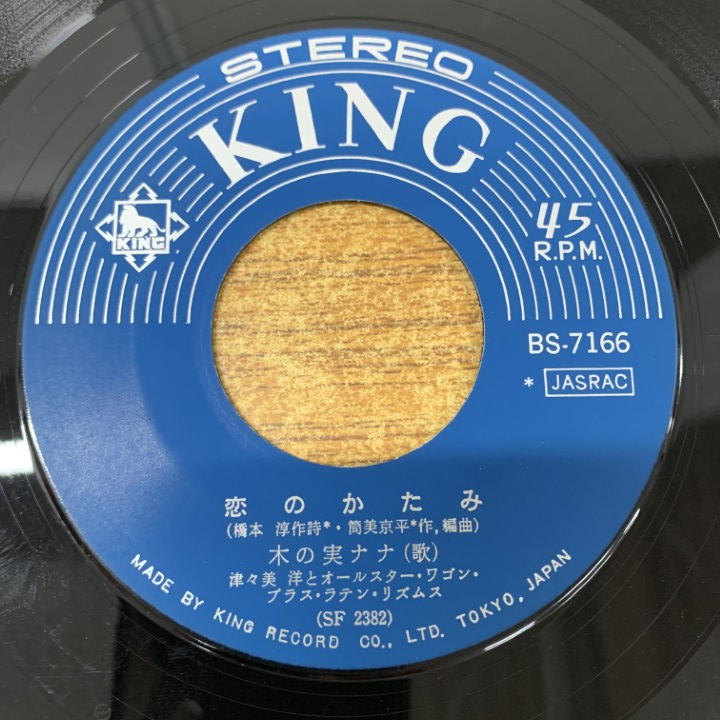 STEREO
KING
KING
45
R.P.M.
BS-7166
* JASRAC
恋のかたみ
(橋本 淳作詩*・筒美京平*作,編曲)
木の実ナナ(歌)
津々美 洋とオールスター・ワゴン・
プラス・ラテン・リズムス
(SF 2382)
MADE BY KING RECORD CO., LTD. TOKYO, JAPAN